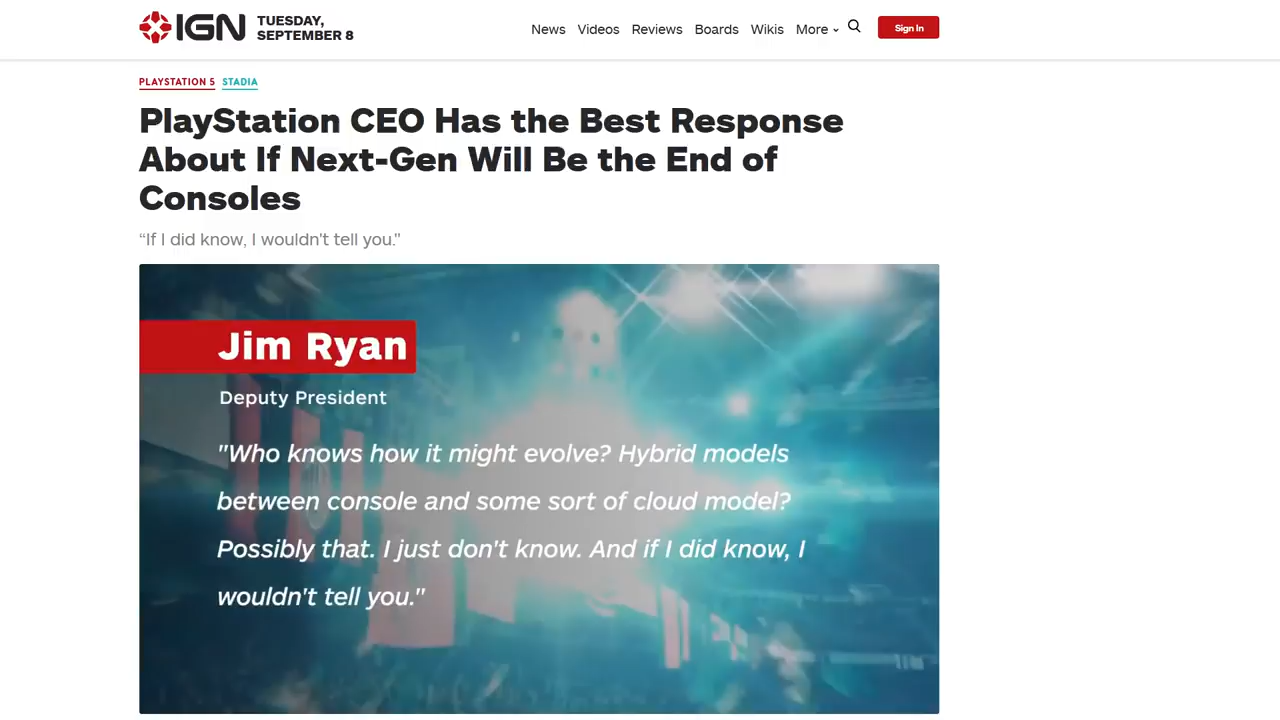 IGN
TUESDAY,
SEPTEMBER 8
News Videos Reviews Boards Wikis More Sign In
PLAYSTATION 5 STADIA
PlayStation CEO Has the Best Response
About If Next-Gen Will Be the End of
Consoles
“If I did know, I wouldn't tell you.”
Jim Ryan
Deputy President
"Who knows how it might evolve? Hybrid models
between console and some sort of cloud model?
Possibly that. I just don't know. And if I did know, I
wouldn't tell you."